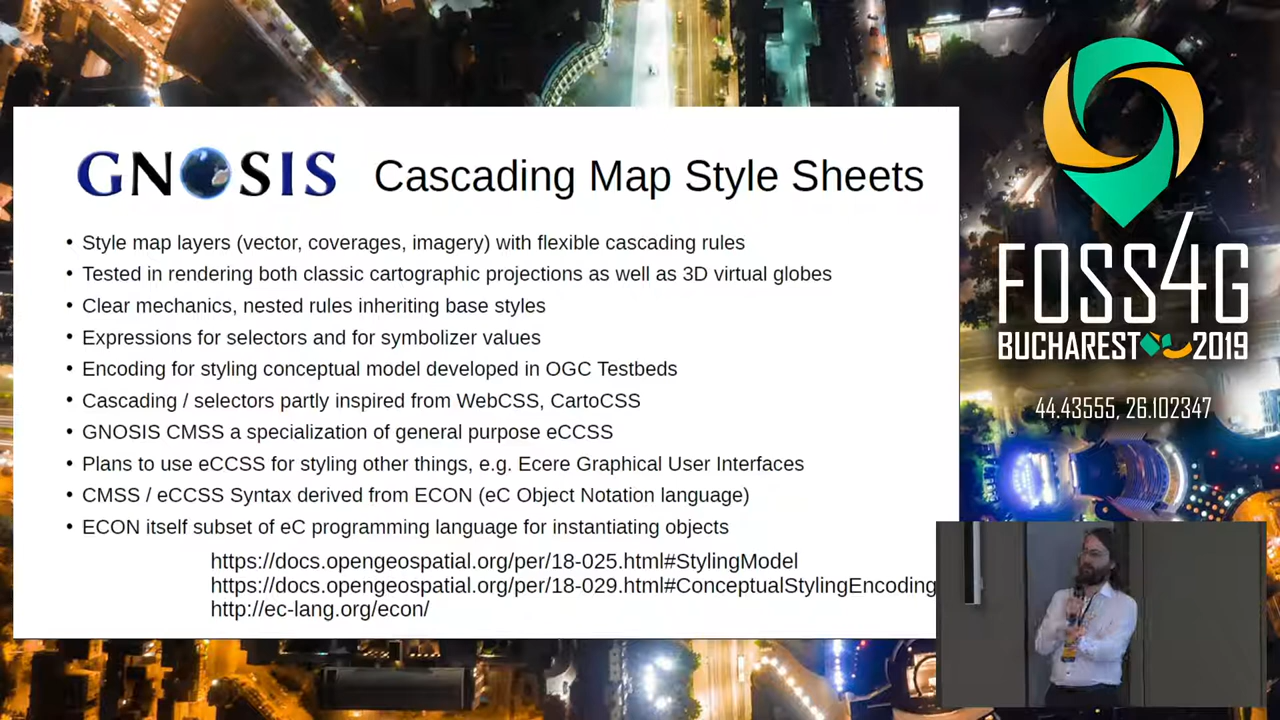 GNOSIS Cascading Map Style Sheets
• Style map layers (vector, coverages, imagery) with flexible cascading rules
• Tested in rendering both classic cartographic projections as well as 3D virtual globes
• Clear mechanics, nested rules inheriting base styles
• Expressions for selectors and for symbolizer values
• Encoding for styling conceptual model developed in OGC Testbeds
• Cascading / selectors partly inspired from WebCSS, CartoCSS
• GNOSIS CMSS a specialization of general purpose eCCSS
• Plans to use eCCSS for styling other things, e.g. Ecere Graphical User Interfaces
• CMSS / eCCSS Syntax derived from ECON (eC Object Notation language)
• ECON itself subset of eC programming language for instantiating objects
https://docs.opengeospatial.org/per/18-025.html#StylingModel
https://docs.opengeospatial.org/per/18-029.html#ConceptualStylingEncoding
http://ec-lang.org/econ/
FOSS4G
BUCHAREST 2019
44.43555, 26.102347